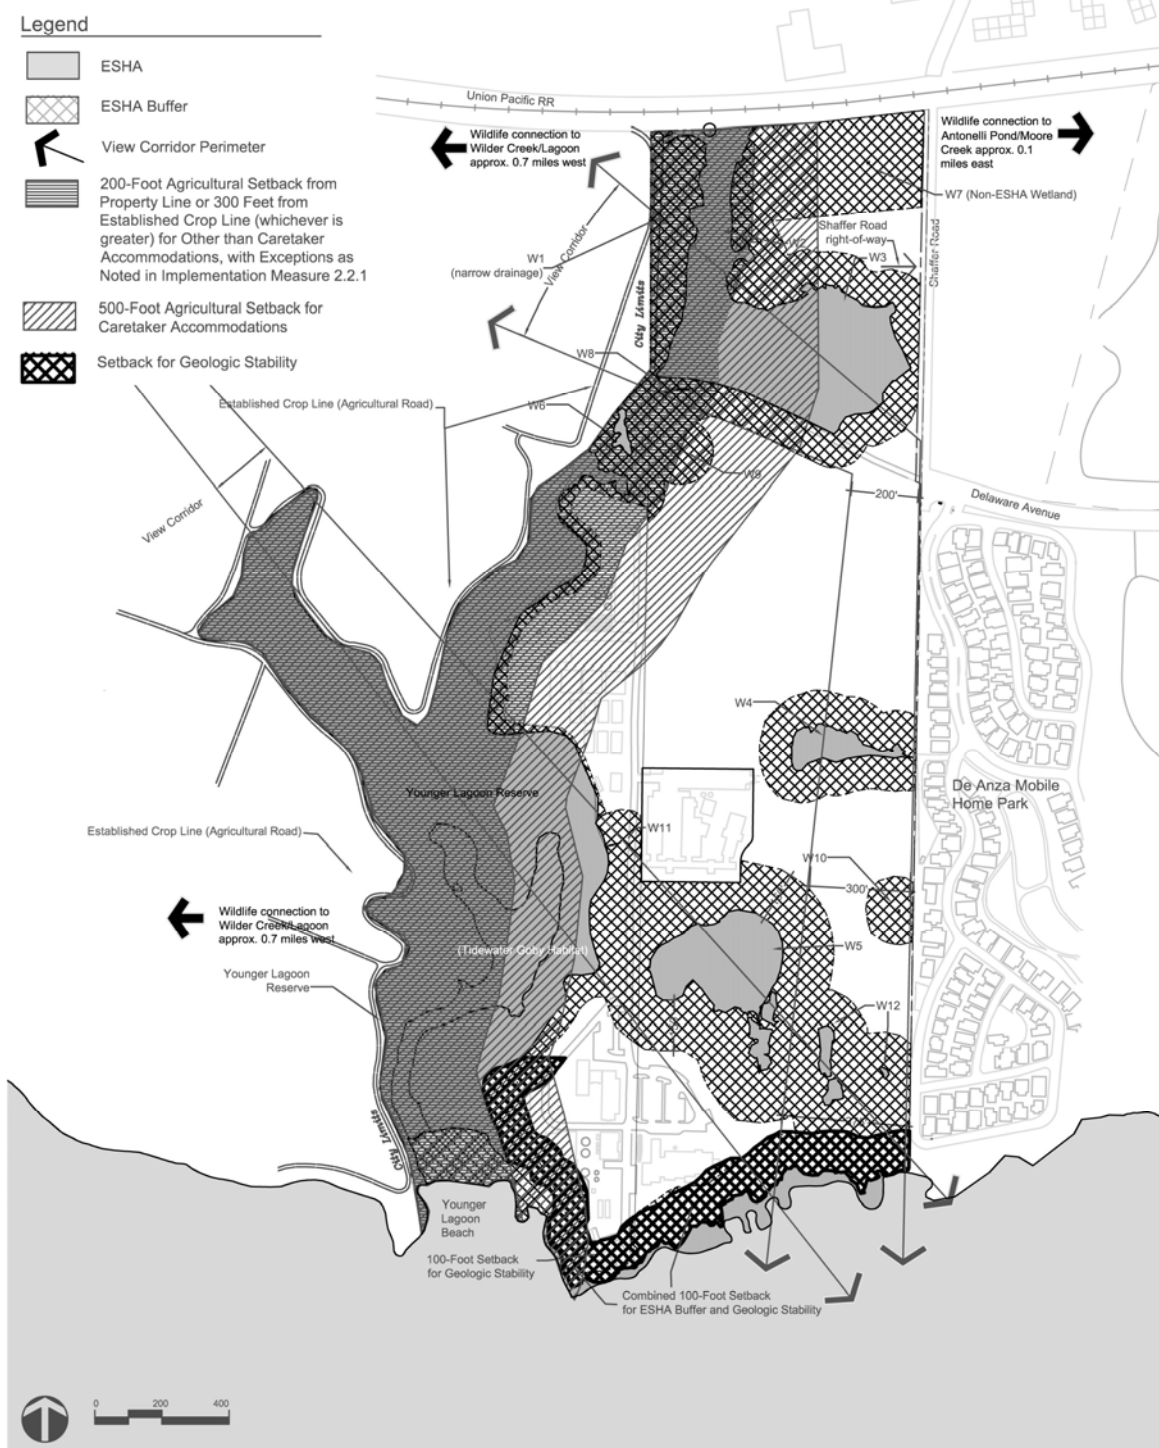 Legend
ESHA
ESHA Buffer
View Corridor Perimeter
200-Foot Agricultural Setback from
Property Line or 300 Feet from
Established Crop Line (whichever is
greater) for Other than Caretaker
Accommodations, with Exceptions as
Noted in Implementation Measure 2.2.1
500-Foot Agricultural Setback for
Caretaker Accommodations
Setback for Geologic Stability
Union Pacific RR
Wildlife connection to
Wilder Creek/Lagoon
approx. 0.7 miles west
Wildlife connection to
Antonelli Pond/Moore
Creek approx. 0.1
miles east
W7 (Non-ESHA Wetland)
Shaffer Road
right-of-way
W2
W3
Shaffer Road
W1
(narrow drainage)
View Corridor
City Limits
W8
W6
Established Crop Line (Agricultural Road)
W9
200'
Delaware Avenue
View Corridor
W4
De Anza Mobile
Home Park
Younger Lagoon Reserve
W11
Established Crop Line (Agricultural Road)
W10
300'
Wildlife connection to
Wilder Creek/Lagoon
approx. 0.7 miles west
(Tidewater Goby Habitat)
W5
Younger Lagoon
Reserve
W12
City Limits
Younger
Lagoon
Beach
100-Foot Setback
for Geologic Stability
Combined 100-Foot Setback
for ESHA Buffer and Geologic Stability
0 200 400